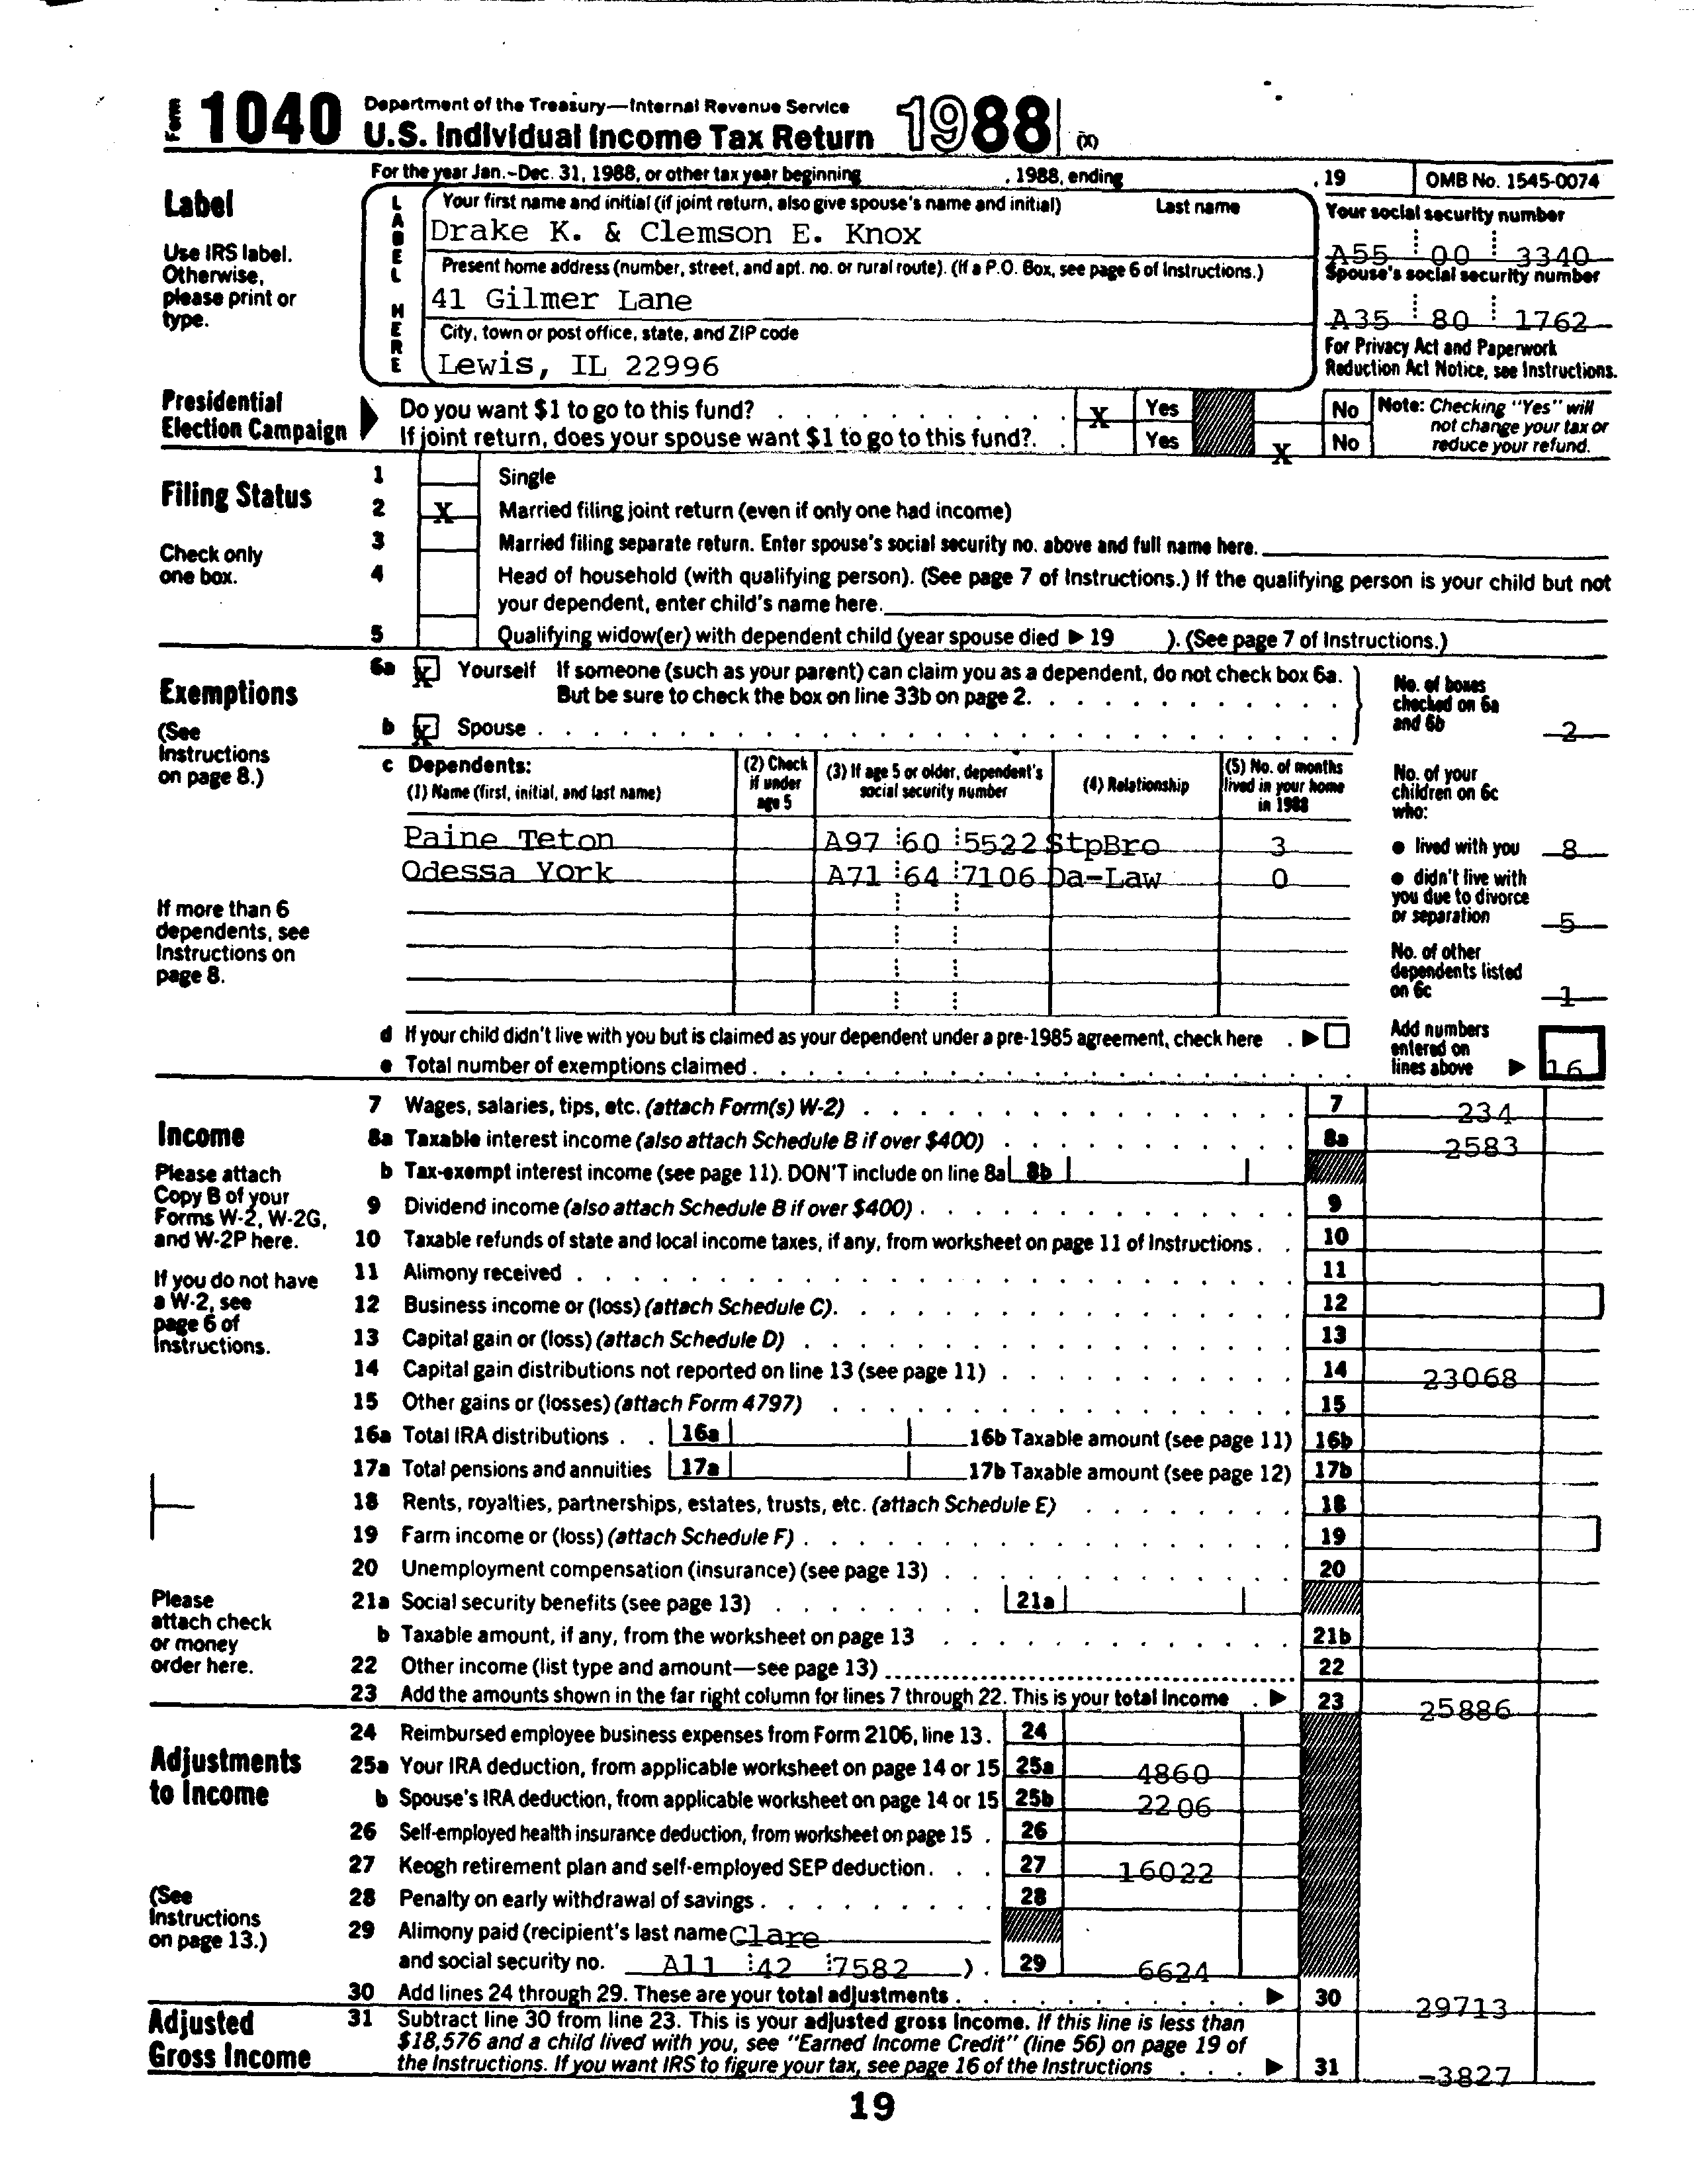 Form 1040 Department of the Treasury—Internal Revenue Service
U.S. Individual Income Tax Return 1988 (X)
For the year Jan.-Dec. 31, 1988, or other tax year beginning , 1988, ending , 19 OMB No. 1545-0074
Label
Use IRS label.
Otherwise,
please print or
type.
LABEL HERE
Your first name and initial (if joint return, also give spouse's name and initial) Last name
Drake K. & Clemson E. Knox
Present home address (number, street, and apt. no. or rural route). (If a P.O. Box, see page 6 of Instructions.)
41 Gilmer Lane
City, town or post office, state, and ZIP code
Lewis, IL 22996
Your social security number
A55 00 3340
Spouse's social security number
A35 80 1762
For Privacy Act and Paperwork
Reduction Act Notice, see Instructions.
Presidential
Election Campaign
Do you want $1 to go to this fund? X Yes No
If joint return, does your spouse want $1 to go to this fund? Yes X No
Note: Checking "Yes" will
not change your tax or
reduce your refund.
Filing Status
Check only
one box.
1 Single
2 X Married filing joint return (even if only one had income)
3 Married filing separate return. Enter spouse's social security no. above and full name here.
4 Head of household (with qualifying person). (See page 7 of Instructions.) If the qualifying person is your child but not
your dependent, enter child's name here.
5 Qualifying widow(er) with dependent child (year spouse died ▶ 19 ). (See page 7 of Instructions.)
Exemptions
(See
Instructions
on page 8.)
If more than 6
dependents, see
Instructions on
page 8.
6a X Yourself If someone (such as your parent) can claim you as a dependent, do not check box 6a.
But be sure to check the box on line 33b on page 2.
b X Spouse
No. of boxes
checked on 6a
and 6b 2
c Dependents:
(1) Name (first, initial, and last name)
(2) Check
if under
age 5
(3) If age 5 or older, dependent's
social security number
(4) Relationship
(5) No. of months
lived in your home
in 1988
Paine Teton A97 60 5522 StpBro 3
Odessa York A71 64 7106 Da-Law 0
No. of your
children on 6c
who:
● lived with you 8
● didn't live with
you due to divorce
or separation 5
No. of other
dependents listed
on 6c 1
d If your child didn't live with you but is claimed as your dependent under a pre-1985 agreement, check here ▶
e Total number of exemptions claimed
Add numbers
entered on
lines above ▶ 16
Income
Please attach
Copy B of your
Forms W-2, W-2G,
and W-2P here.
If you do not have
a W-2, see
page 6 of
Instructions.
Please
attach check
or money
order here.
7 Wages, salaries, tips, etc. (attach Form(s) W-2) 7 234
8a Taxable interest income (also attach Schedule B if over $400) 8a 2583
b Tax-exempt interest income (see page 11). DON'T include on line 8a 8b
9 Dividend income (also attach Schedule B if over $400) 9
10 Taxable refunds of state and local income taxes, if any, from worksheet on page 11 of Instructions 10
11 Alimony received 11
12 Business income or (loss) (attach Schedule C) 12
13 Capital gain or (loss) (attach Schedule D) 13
14 Capital gain distributions not reported on line 13 (see page 11) 14 23068
15 Other gains or (losses) (attach Form 4797) 15
16a Total IRA distributions 16a 16b Taxable amount (see page 11) 16b
17a Total pensions and annuities 17a 17b Taxable amount (see page 12) 17b
18 Rents, royalties, partnerships, estates, trusts, etc. (attach Schedule E) 18
19 Farm income or (loss) (attach Schedule F) 19
20 Unemployment compensation (insurance) (see page 13) 20
21a Social security benefits (see page 13) 21a
b Taxable amount, if any, from the worksheet on page 13 21b
22 Other income (list type and amount—see page 13) 22
23 Add the amounts shown in the far right column for lines 7 through 22. This is your total income ▶ 23 25886
Adjustments
to Income
(See
Instructions
on page 13.)
24 Reimbursed employee business expenses from Form 2106, line 13. 24
25a Your IRA deduction, from applicable worksheet on page 14 or 15 25a 4860
b Spouse's IRA deduction, from applicable worksheet on page 14 or 15 25b 2206
26 Self-employed health insurance deduction, from worksheet on page 15 26
27 Keogh retirement plan and self-employed SEP deduction 27 16022
28 Penalty on early withdrawal of savings 28
29 Alimony paid (recipient's last name Clare
and social security no. A11 42 7582 ). 29 6624
30 Add lines 24 through 29. These are your total adjustments ▶ 30 29713
Adjusted
Gross Income
31 Subtract line 30 from line 23. This is your adjusted gross income. If this line is less than
$18,576 and a child lived with you, see "Earned Income Credit" (line 56) on page 19 of
the Instructions. If you want IRS to figure your tax, see page 16 of the Instructions ▶ 31 -3827
19